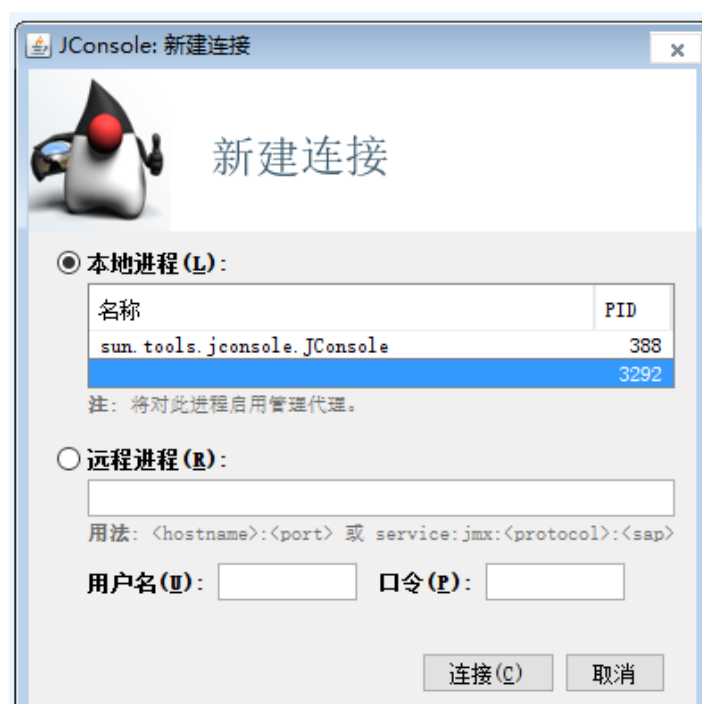 JConsole: 新建连接
新建连接
本地进程(L):
名称 PID
sun.tools.jconsole.JConsole 388
3292
注: 将对此进程启用管理代理。
远程进程(R):
用法: <hostname>:<port> 或 service:jmx:<protocol>:<sap>
用户名(U): 口令(P):
连接(C) 取消